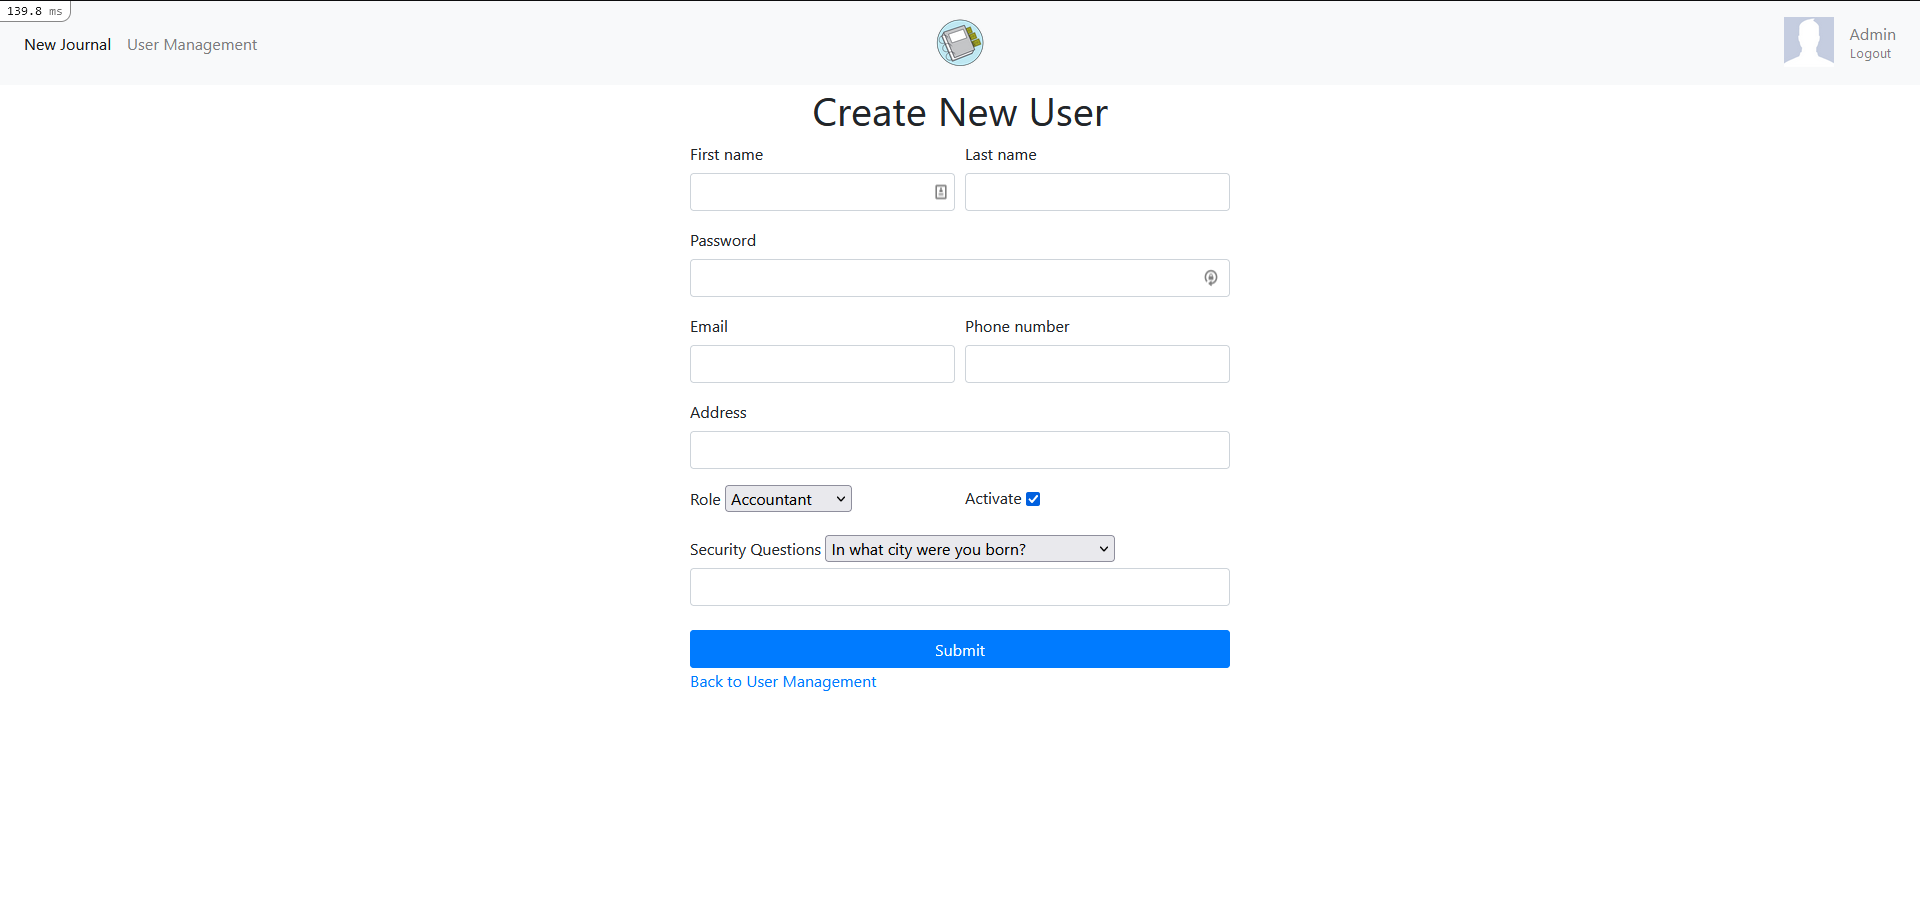 139.8 ms
New Journal User Management
Admin
Logout
Create New User
First name Last name
Password
Email Phone number
Address
Role Accountant Activate
Security Questions In what city were you born?
Submit
Back to User Management